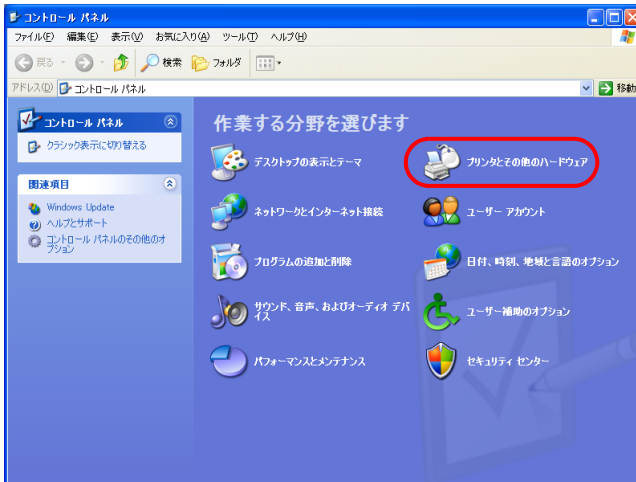 コントロール パネル
ファイル(F) 編集(E) 表示(V) お気に入り(A) ツール(T) ヘルプ(H)
戻る 検索 フォルダ
アドレス(D) コントロール パネル 移動
コントロール パネル
クラシック表示に切り替える
関連項目
Windows Update
ヘルプとサポート
コントロール パネルのその他のオ
プション
作業する分野を選びます
デスクトップの表示とテーマ
プリンタとその他のハードウェア
ネットワークとインターネット接続
ユーザー アカウント
プログラムの追加と削除
日付、時刻、地域と言語のオプション
サウンド、音声、およびオーディオ デバ
イス
ユーザー補助のオプション
パフォーマンスとメンテナンス
セキュリティ センター